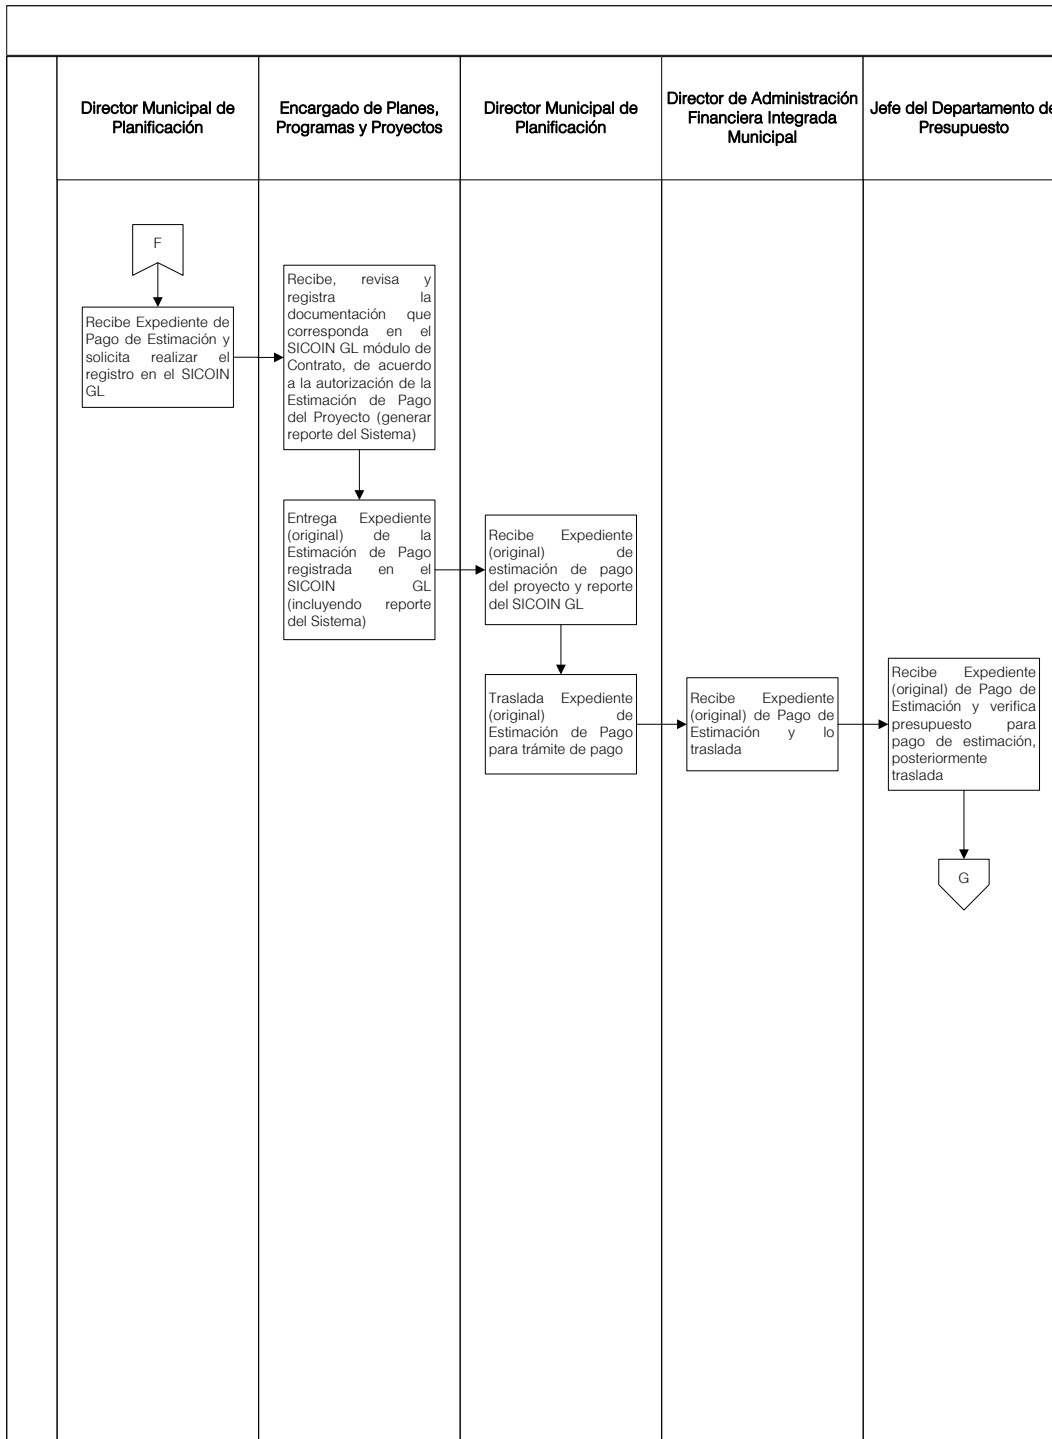 Director Municipal de
Planificación
Encargado de Planes,
Programas y Proyectos
Director Municipal de
Planificación
Director de Administración
Financiera Integrada
Municipal
Jefe del Departamento de
Presupuesto
F
Recibe Expediente de
Pago de Estimación y
solicita realizar el
registro en el SICOIN
GL
Recibe, revisa y
registra la
documentación que
corresponda en el
SICOIN GL módulo de
Contrato, de acuerdo
a la autorización de la
Estimación de Pago
del Proyecto (generar
reporte del Sistema)
Entrega Expediente
(original) de la
Estimación de Pago
registrada en el
SICOIN GL
(incluyendo reporte
del Sistema)
Recibe Expediente
(original) de
estimación de pago
del proyecto y reporte
del SICOIN GL
Traslada Expediente
(original) de
Estimación de Pago
para trámite de pago
Recibe Expediente
(original) de Pago de
Estimación y lo
traslada
Recibe Expediente
(original) de Pago de
Estimación y verifica
presupuesto para
pago de estimación,
posteriormente
traslada
G